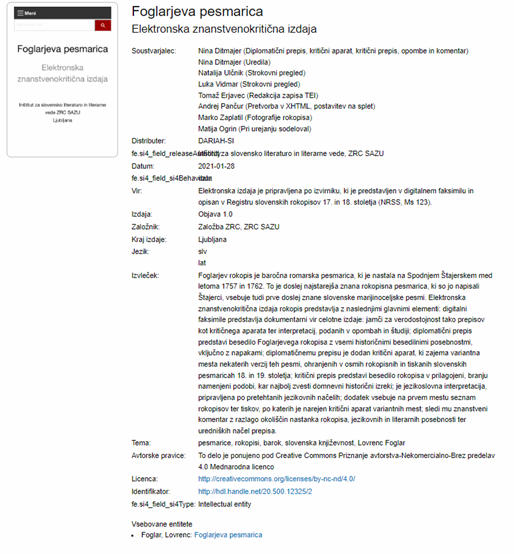 Meni
Foglarjeva pesmarica
Elektronska
znanstvenokritična izdaja
Inštitut za slovensko literaturo in literarne
vede ZRC SAZU
Ljubljana
Foglarjeva pesmarica
Elektronska znanstvenokritična izdaja
Soustvarjalec: Nina Ditmajer (Diplomatični prepis, kritični aparat, kritični prepis, opombe in komentar)
Nina Ditmajer (Uredila)
Natalija Ulčnik (Strokovni pregled)
Luka Vidmar (Strokovni pregled)
Tomaž Erjavec (Redakcija zapisa TEI)
Andrej Pančur (Pretvorba v XHTML, postavitev na splet)
Marko Zaplatil (Fotografije rokopisa)
Matija Ogrin (Pri urejanju sodeloval)
Distributer: DARIAH-SI
fe.si4_field_releaseAuthority za slovensko literaturo in literarne vede, ZRC SAZU
Datum: 2021-01-28
fe.si4_field_si4Behaviour
Vir: Elektronska izdaja je pripravljena po izvirniku, ki je predstavljen v digitalnem faksimilu in
opisan v Registru slovenskih rokopisov 17. in 18. stoletja (NRSS, Ms 123).
Izdaja: Objava 1.0
Založnik: Založba ZRC, ZRC SAZU
Kraj izdaje: Ljubljana
Jezik: slv
lat
Izvleček: Foglarjev rokopis je baročna romarska pesmarica, ki je nastala na Spodnjem Štajerskem med
letoma 1757 in 1762. To je doslej najstarejša znana rokopisna pesmarica, ki so jo napisali
Štajerci, vsebuje tudi prve doslej znane slovenske marijinoceljske pesmi. Elektronska
znanstvenokritična izdaja rokopis predstavlja z naslednjimi glavnimi elementi: digitalni
faksimile predstavlja dokumentarni vir celotne izdaje: jamči za verodostojnost tako prepisov
kot kritičnega aparata ter interpretacij, podanih v opombah in študiji; diplomatični prepis
predstavi besedilo Foglarjevega rokopisa z vsemi historičnimi besedilnimi posebnostmi,
vključno z napakami; diplomatičnemu prepisu je dodan kritični aparat, ki zajema variantna
mesta nekaterih verzij teh pesmi, ohranjenih v osmih rokopisnih in tiskanih slovenskih
pesmaricah 18. in 19. stoletja; kritični prepis predstavi besedilo rokopisa v prilagojeni, branju
namenjeni podobi, kar najbolj zvesti domnevni historični izreki; je jezikoslovna interpretacija,
pripravljena po pretehtanih jezikovnih načelih; dodatek vsebuje na prvem mestu seznam
rokopisov ter tiskov, po katerih je narejen kritični aparat variantnih mest, sledi mu znanstveni
komentar z razlago okoliščin nastanka rokopisa, jezikovnih in literarnih posebnosti ter
uredniških načel prepisa.
Tema: pesmarice, rokopisi, barok, slovenska književnost, Lovrenc Foglar
Avtorske pravice: To delo je ponujeno pod Creative Commons Priznanje avtorstva-Nekomercialno-Brez predelav
4.0 Mednarodna licenco
Licenca: http://creativecommons.org/licenses/by-nc-nd/4.0/
Identifikator: http://hdl.handle.net/20.500.12325/2
fe.si4_field_si4Type: Intellectual entity
Vsebovane entitete
• Foglar, Lovrenc: Foglarjeva pesmarica